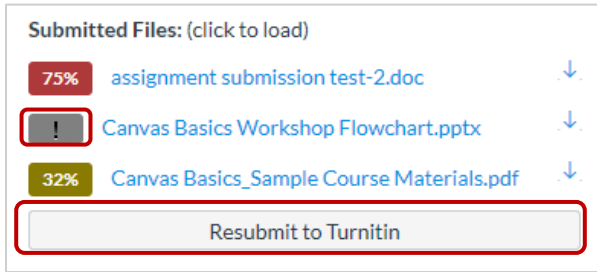 Submitted Files: (click to load)
75% assignment submission test-2.doc
! Canvas Basics Workshop Flowchart.pptx
32% Canvas Basics_Sample Course Materials.pdf
Resubmit to Turnitin